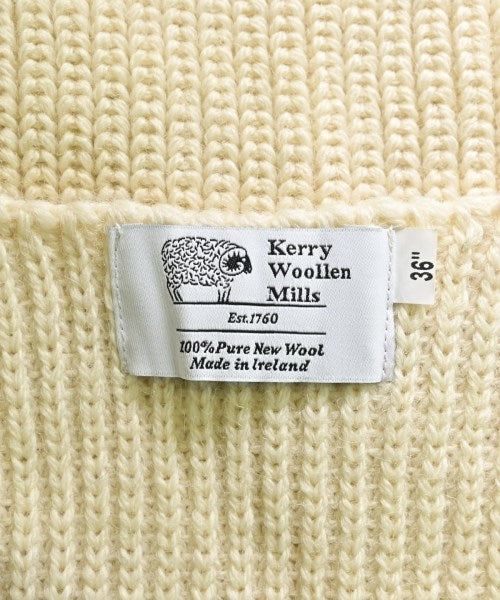 Kerry
Woollen
Mills
Est.1760
100%Pure New Wool
Made in Ireland
36"